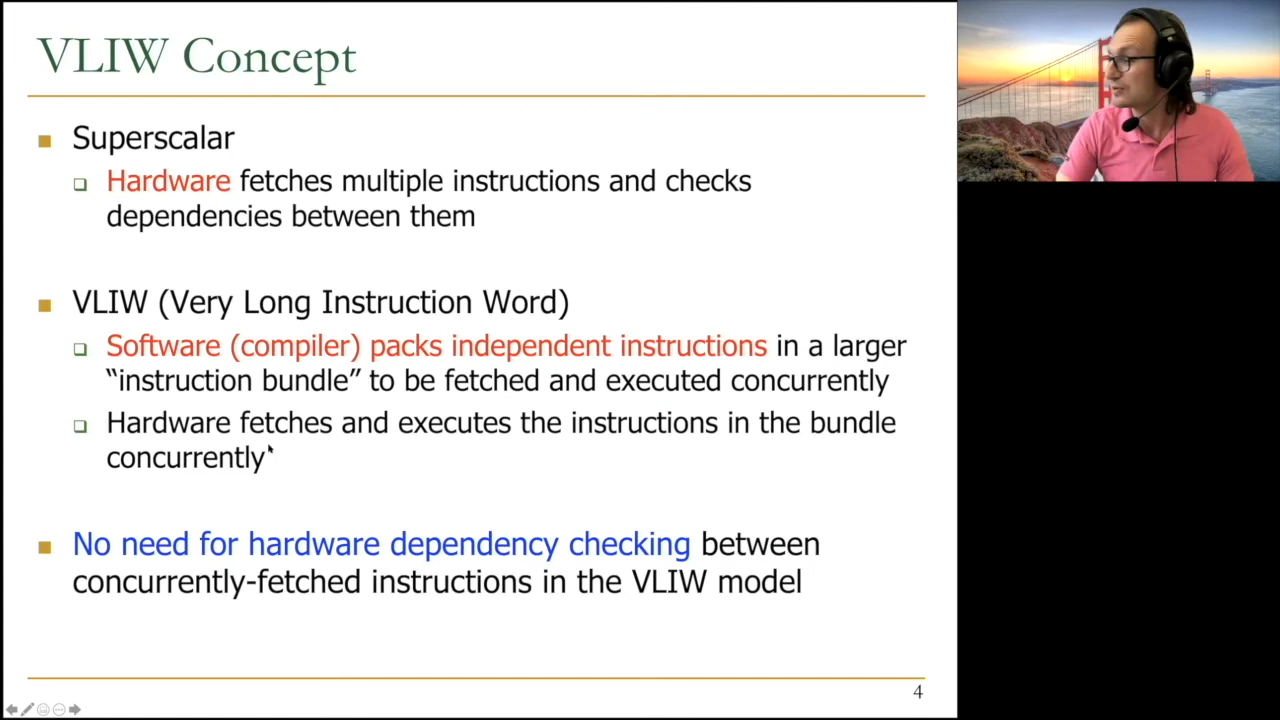 VLIW Concept
Superscalar
Hardware fetches multiple instructions and checks
dependencies between them
VLIW (Very Long Instruction Word)
Software (compiler) packs independent instructions in a larger
“instruction bundle” to be fetched and executed concurrently
Hardware fetches and executes the instructions in the bundle
concurrently
No need for hardware dependency checking between
concurrently-fetched instructions in the VLIW model
4